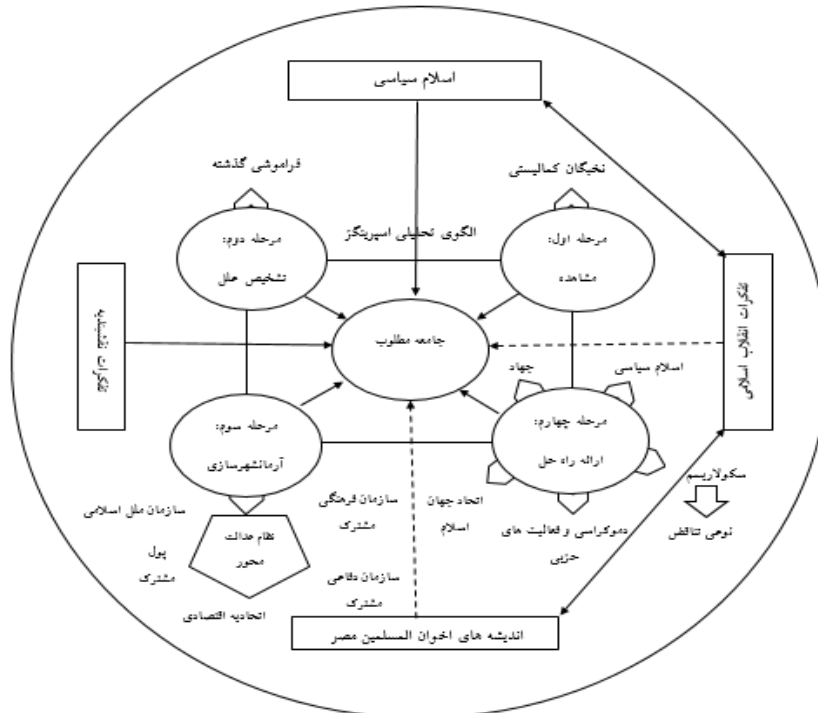 اسلام سیاسی
فراموشی گذشته
نخبگان کمالیستی
الگوی تحلیلی اسپریگنز
مرحله دوم:
تشخیص علل
مرحله اول:
مشاهده
تفکرات نقشبندیه
تفکرات انقلاب اسلامی
جامعه مطلوب
جهاد
اسلام سیاسی
مرحله سوم:
آرمانشهرسازی
مرحله چهارم:
ارائه راه حل
سکولاریسم
نوعی تناقض
سازمان ملل اسلامی
سازمان فرهنگی
مشترک
اتحاد جهان
اسلام
دموکراسی و فعالیت های
حزبی
نظام عدالت
محور
پول
مشترک
سازمان دفاعی
مشترک
اتحادیه اقتصادی
اندیشه های اخوان المسلمین مصر